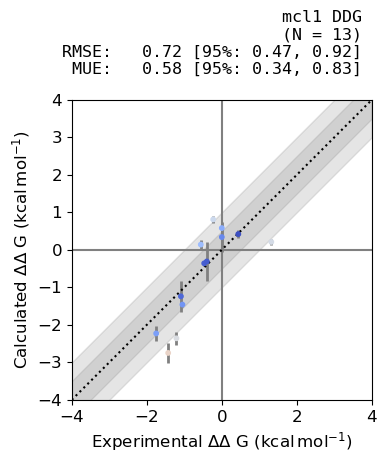 mcl1 DDG
(N = 13)
RMSE:   0.72 [95%: 0.47, 0.92]
MUE:   0.58 [95%: 0.34, 0.83]
4
3
2
1
0
−1
−2
−3
−4
Calculated ΔΔ G (kcal mol⁻¹)
−4
−2
0
2
4
Experimental ΔΔ G (kcal mol⁻¹)